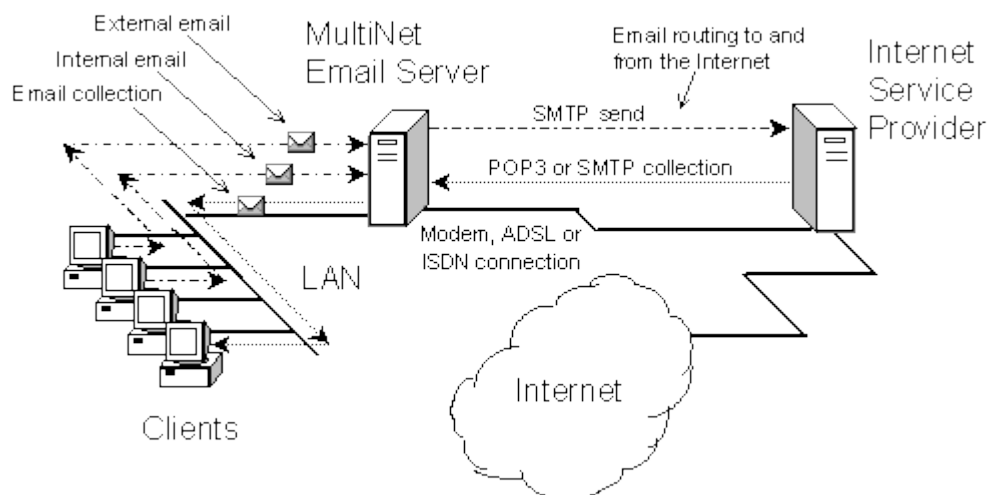 External email
Internal email
Email collection
MultiNet
Email Server
Email routing to and
from the Internet
Internet
Service
Provider
SMTP send
POP3 or SMTP collection
Modem, ADSL or
ISDN connection
LAN
Internet
Clients